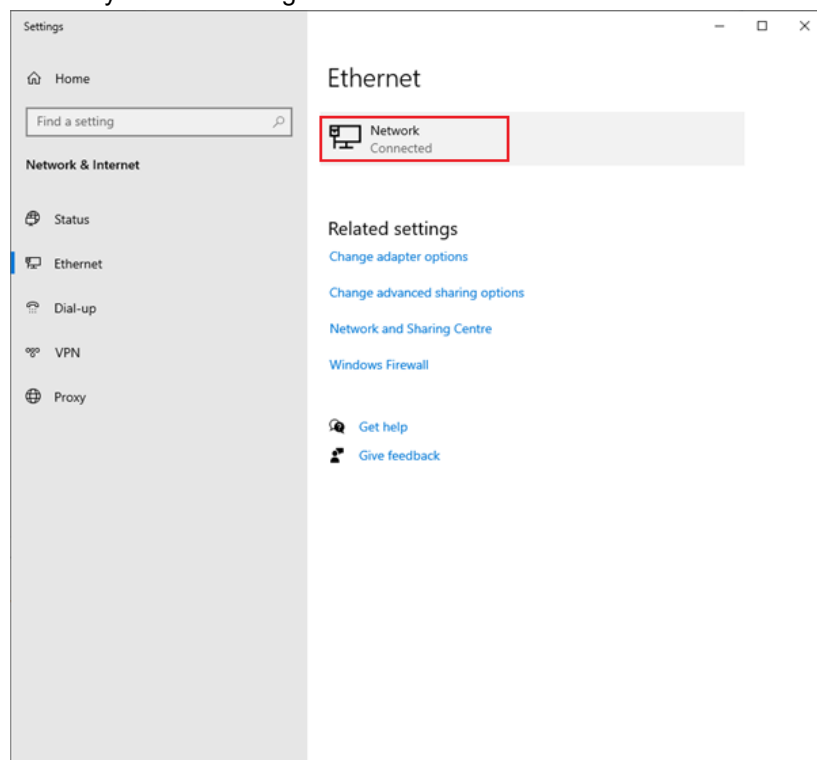 Settings
Home
Find a setting
Network & Internet
Status
Ethernet
Dial-up
VPN
Proxy
Ethernet
Network
Connected
Related settings
Change adapter options
Change advanced sharing options
Network and Sharing Centre
Windows Firewall
Get help
Give feedback